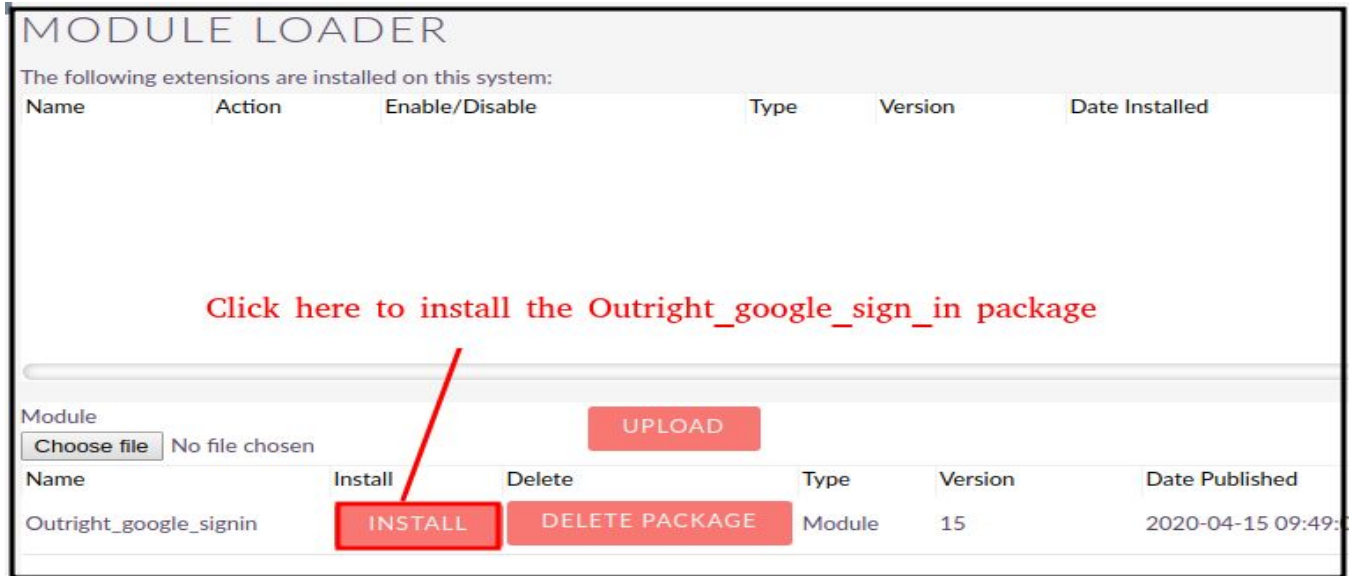 MODULE LOADER
The following extensions are installed on this system:
Name Action Enable/Disable Type Version Date Installed
Click here to install the Outright_google_sign_in package
Module
UPLOAD
Choose file No file chosen
Name Install Delete Type Version Date Published
Outright_google_signin INSTALL DELETE PACKAGE Module 15 2020-04-15 09:49: